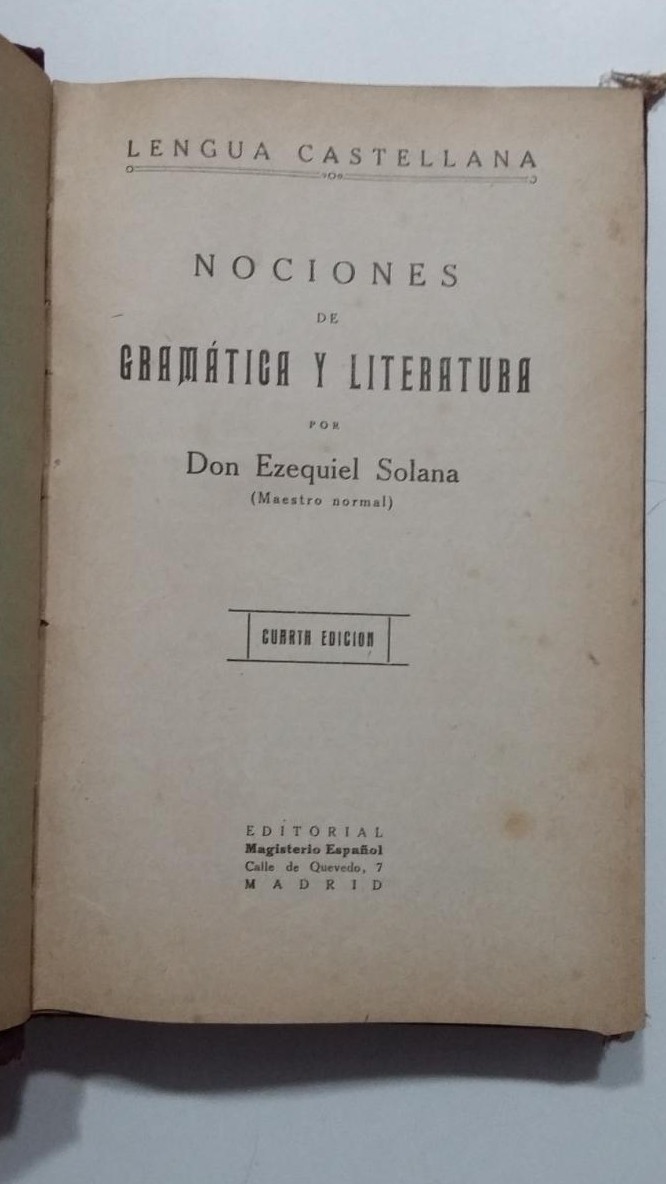 LENGUA CASTELLANA
NOCIONES
DE
GRAMÁTICA Y LITERATURA
POR
Don Ezequiel Solana
(Maestro normal)
CUARTA EDICION
EDITORIAL
Magisterio Español
Calle de Quevedo, 7
MADRID